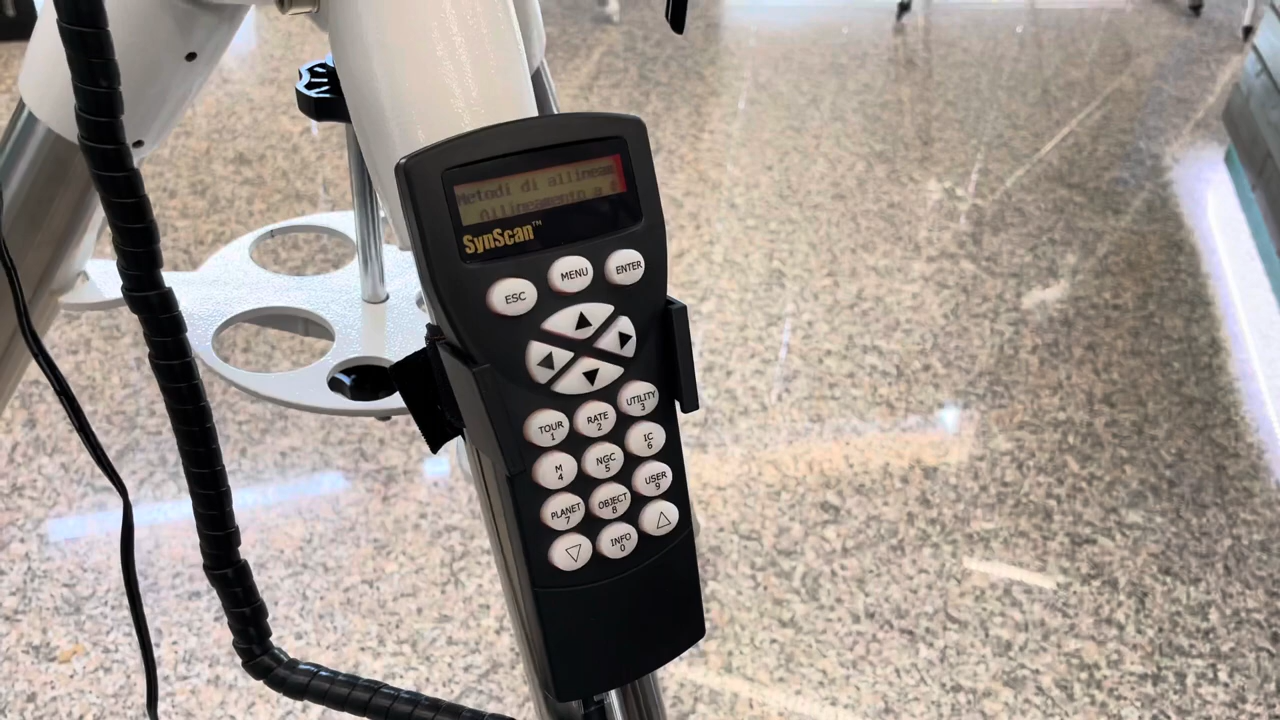 Metodi di allineam
Allineamento a
SynScan™
ESC
MENU
ENTER
TOUR
1
RATE
2
UTILITY
3
M
4
NGC
5
IC
6
PLANET
7
OBJECT
8
USER
9
INFO
0